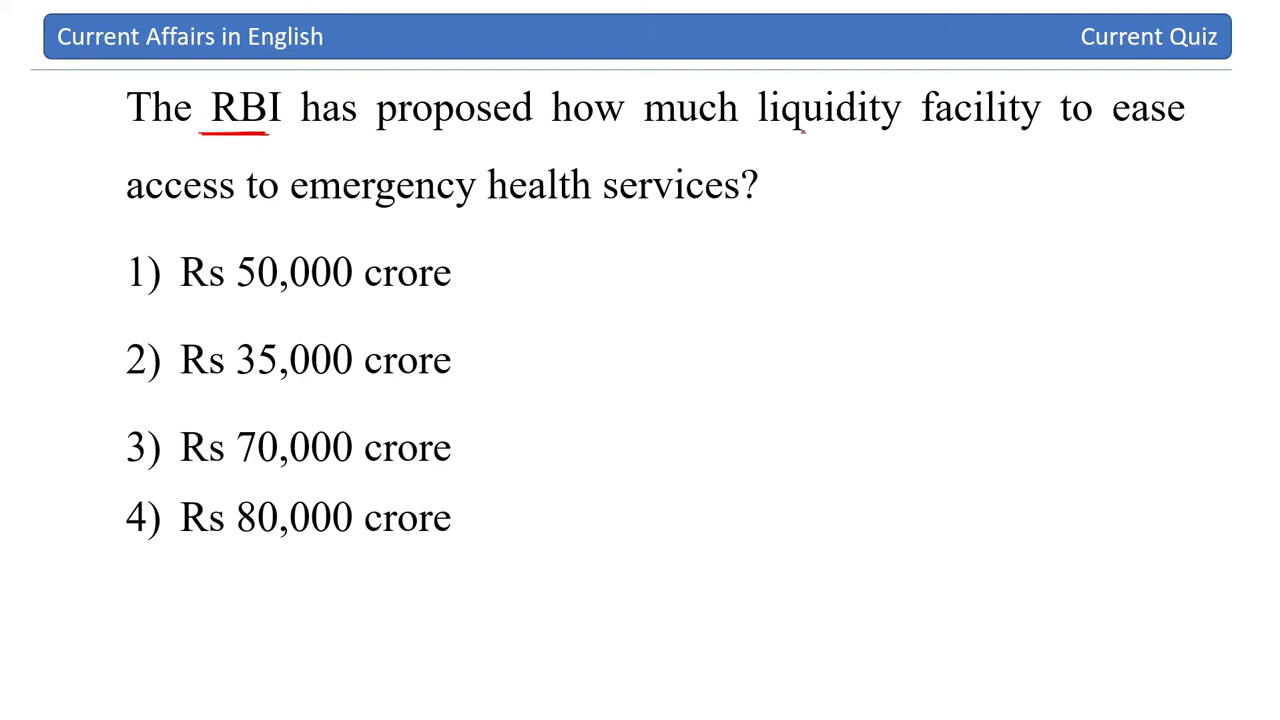 Current Affairs in English Current Quiz
The RBI has proposed how much liquidity facility to ease
access to emergency health services?
1) Rs 50,000 crore
2) Rs 35,000 crore
3) Rs 70,000 crore
4) Rs 80,000 crore